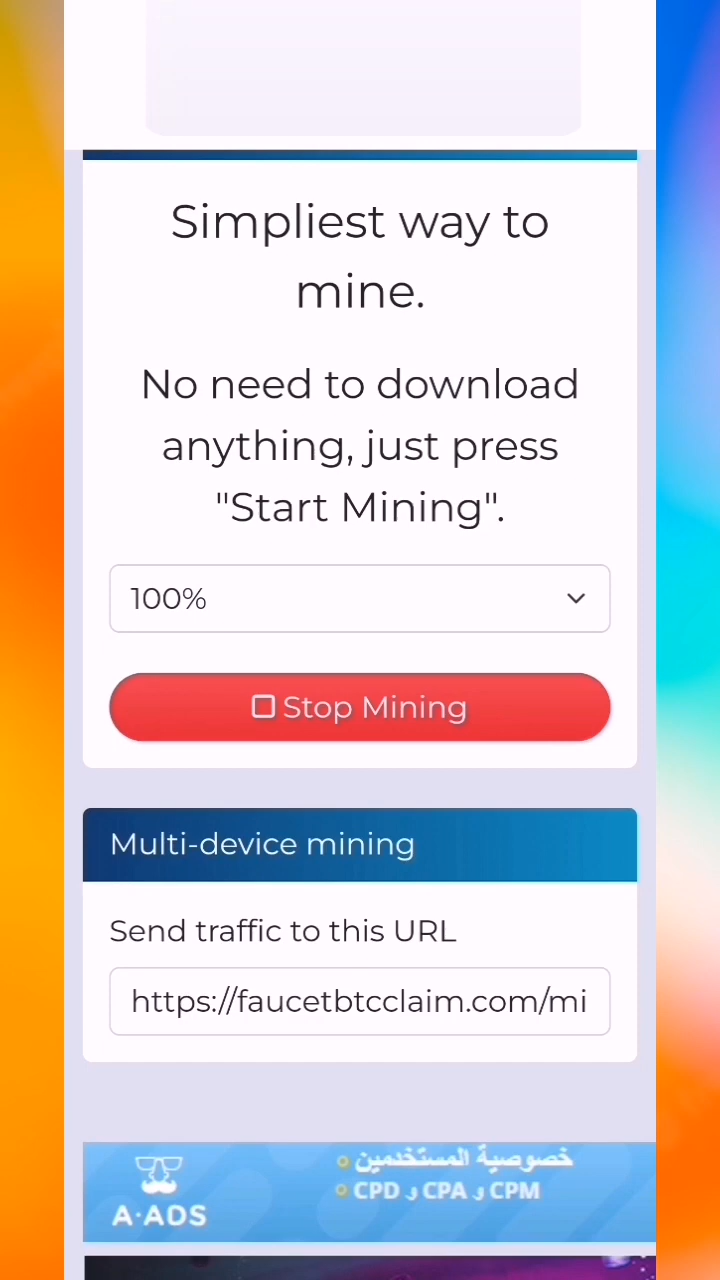 Simpliest way to
mine.
No need to download
anything, just press
"Start Mining".
100%
Stop Mining
Multi-device mining
Send traffic to this URL
https://faucetbtcclaim.com/mi
خصوصية المستخدمين
CPD و CPA و CPM
A-ADS